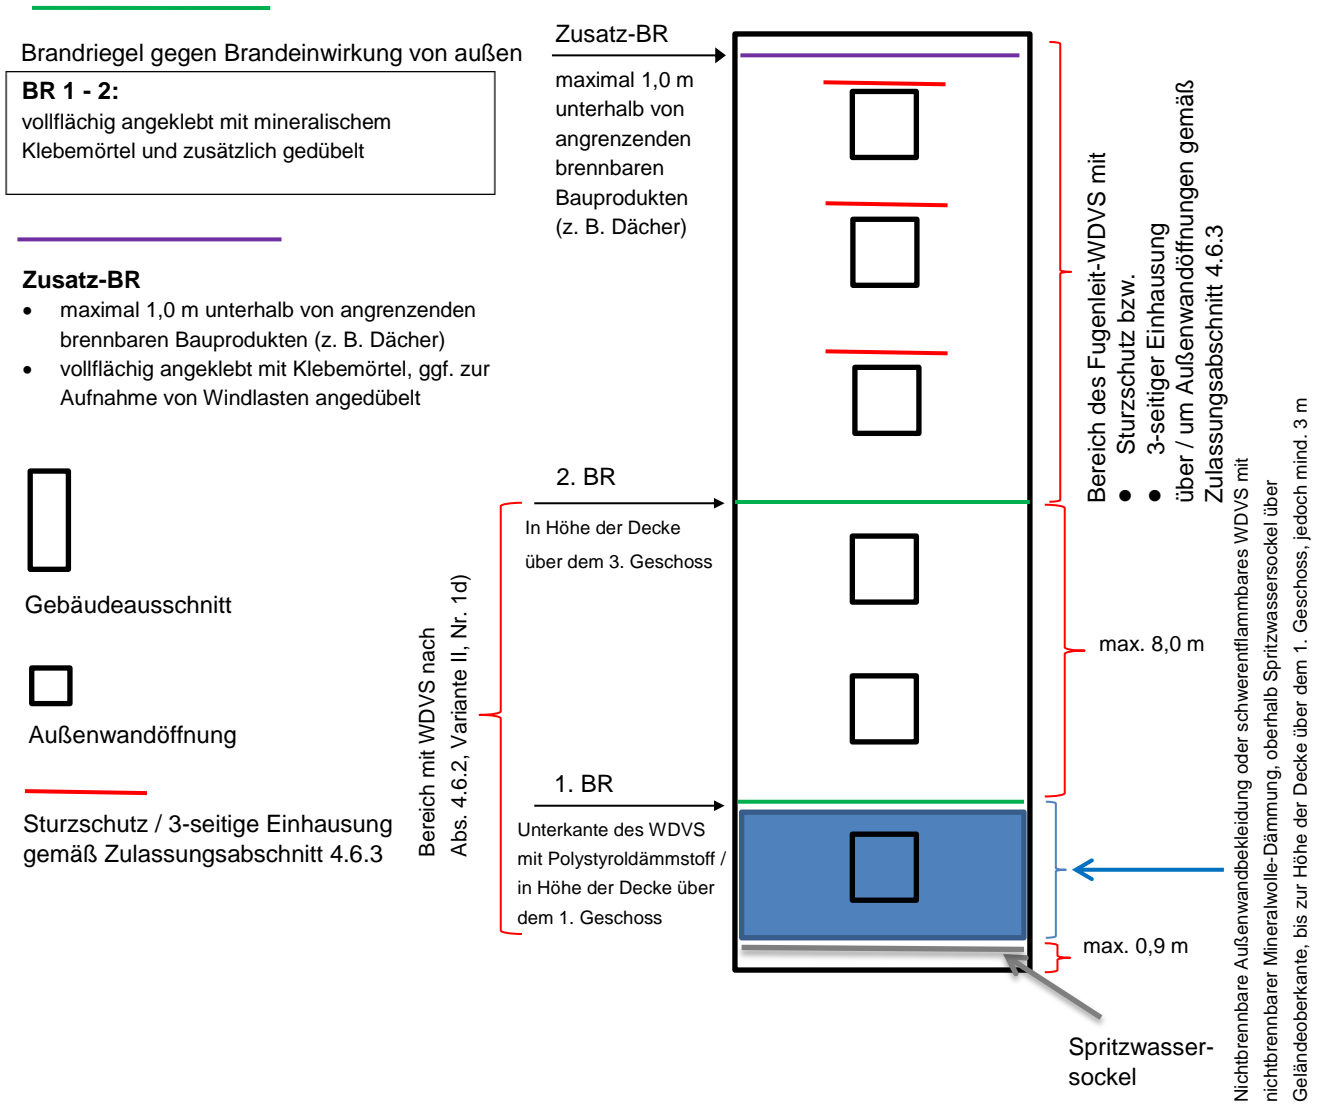 Brandriegel gegen Brandeinwirkung von außen
BR 1 - 2:
vollflächig angeklebt mit mineralischem
Klebemörtel und zusätzlich gedübelt
Zusatz-BR
• maximal 1,0 m unterhalb von angrenzenden
brennbaren Bauprodukten (z. B. Dächer)
• vollflächig angeklebt mit Klebemörtel, ggf. zur
Aufnahme von Windlasten angedübelt
Gebäudeausschnitt
Außenwandöffnung
Sturzschutz / 3-seitige Einhausung
gemäß Zulassungsabschnitt 4.6.3
Bereich mit WDVS nach
Abs. 4.6.2, Variante II, Nr. 1d)
Zusatz-BR
maximal 1,0 m
unterhalb von
angrenzenden
brennbaren
Bauprodukten
(z. B. Dächer)
2. BR
In Höhe der Decke
über dem 3. Geschoss
1. BR
Unterkante des WDVS
mit Polystyroldämmstoff /
in Höhe der Decke über
dem 1. Geschoss
Bereich des Fugenleit-WDVS mit
• Sturzschutz bzw.
• 3-seitiger Einhausung
über / um Außenwandöffnungen gemäß
Zulassungsabschnitt 4.6.3
max. 8,0 m
max. 0,9 m
Spritzwasser-
sockel
Nichtbrennbare Außenwandbekleidung oder schwerentflammbares WDVS mit
nichtbrennbarer Mineralwolle-Dämmung, oberhalb Spritzwassersockel über
Geländeoberkante, bis zur Höhe der Decke über dem 1. Geschoss, jedoch mind. 3 m